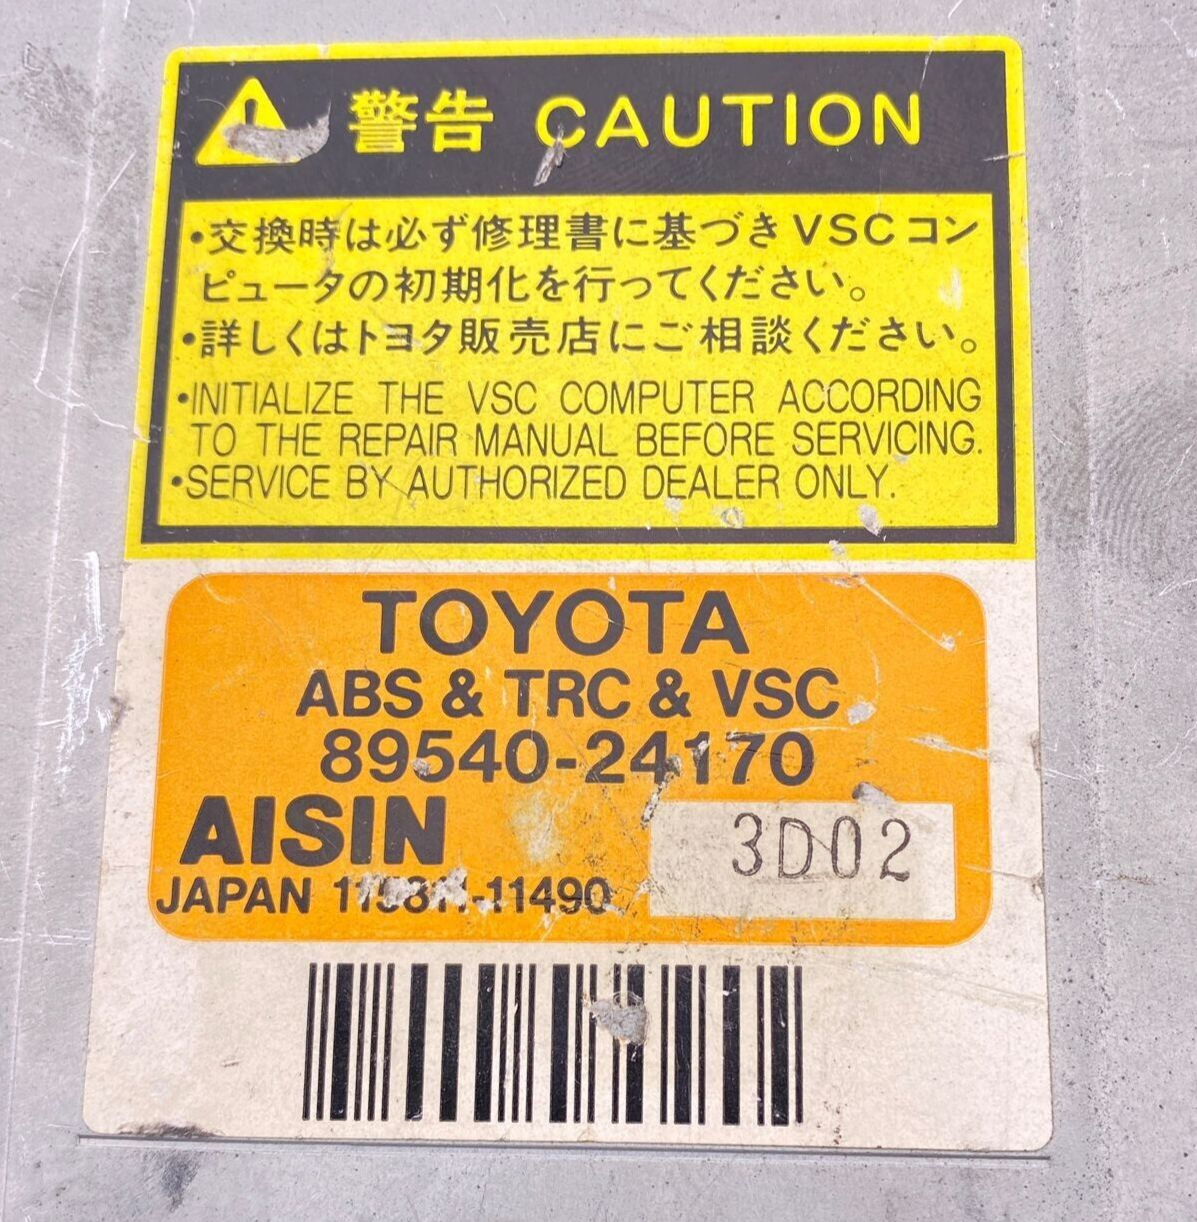 警告 CAUTION
•交換時は必ず修理書に基づきVSCコン
ピュータの初期化を行ってください。
•詳しくはトヨタ販売店にご相談ください。
•INITIALIZE THE VSC COMPUTER ACCORDING
TO THE REPAIR MANUAL BEFORE SERVICING.
•SERVICE BY AUTHORIZED DEALER ONLY.
TOYOTA
ABS & TRC & VSC
89540-24170
AISIN
3D02
JAPAN